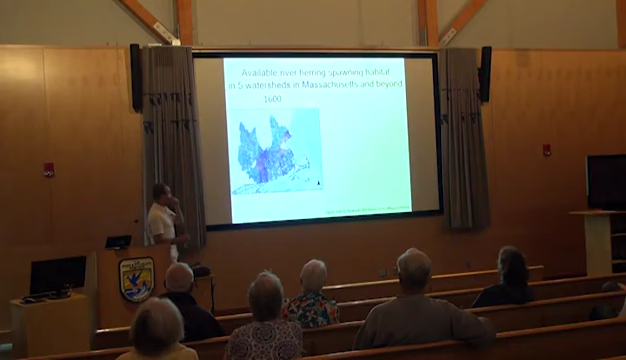 Available river herring spawning habitat
in 5 watersheds in Massachusetts and beyond
1600